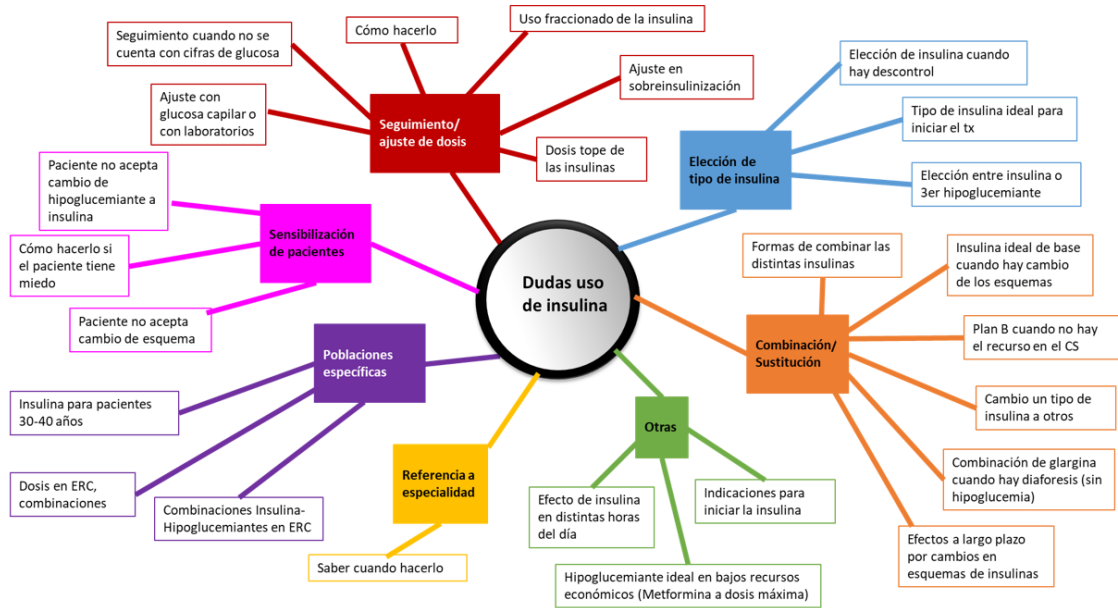 Dudas uso
de insulina
Seguimiento/
ajuste de dosis
Seguimiento cuando no se
cuenta con cifras de glucosa
Cómo hacerlo
Uso fraccionado de la insulina
Ajuste con
glucosa capilar o
con laboratorios
Ajuste en
sobreinsulinización
Dosis tope de
las insulinas
Elección de
tipo de insulina
Elección de insulina cuando
hay descontrol
Tipo de insulina ideal para
iniciar el tx
Elección entre insulina o
3er hipoglucemiante
Sensibilización
de pacientes
Paciente no acepta
cambio de
hipoglucemiante a
insulina
Cómo hacerlo si
el paciente tiene
miedo
Paciente no acepta
cambio de esquema
Combinación/
Sustitución
Formas de combinar las
distintas insulinas
Insulina ideal de base
cuando hay cambio
de los esquemas
Plan B cuando no hay
el recurso en el CS
Cambio un tipo de
insulina a otros
Combinación de glargina
cuando hay diaforesis (sin
hipoglucemia)
Efectos a largo plazo
por cambios en
esquemas de insulinas
Poblaciones
específicas
Insulina para pacientes
30-40 años
Dosis en ERC,
combinaciones
Combinaciones Insulina-
Hipoglucemiantes en ERC
Referencia a
especialidad
Saber cuando hacerlo
Otras
Efecto de insulina
en distintas horas
del día
Indicaciones para
iniciar la insulina
Hipoglucemiante ideal en bajos recursos
económicos (Metformina a dosis máxima)